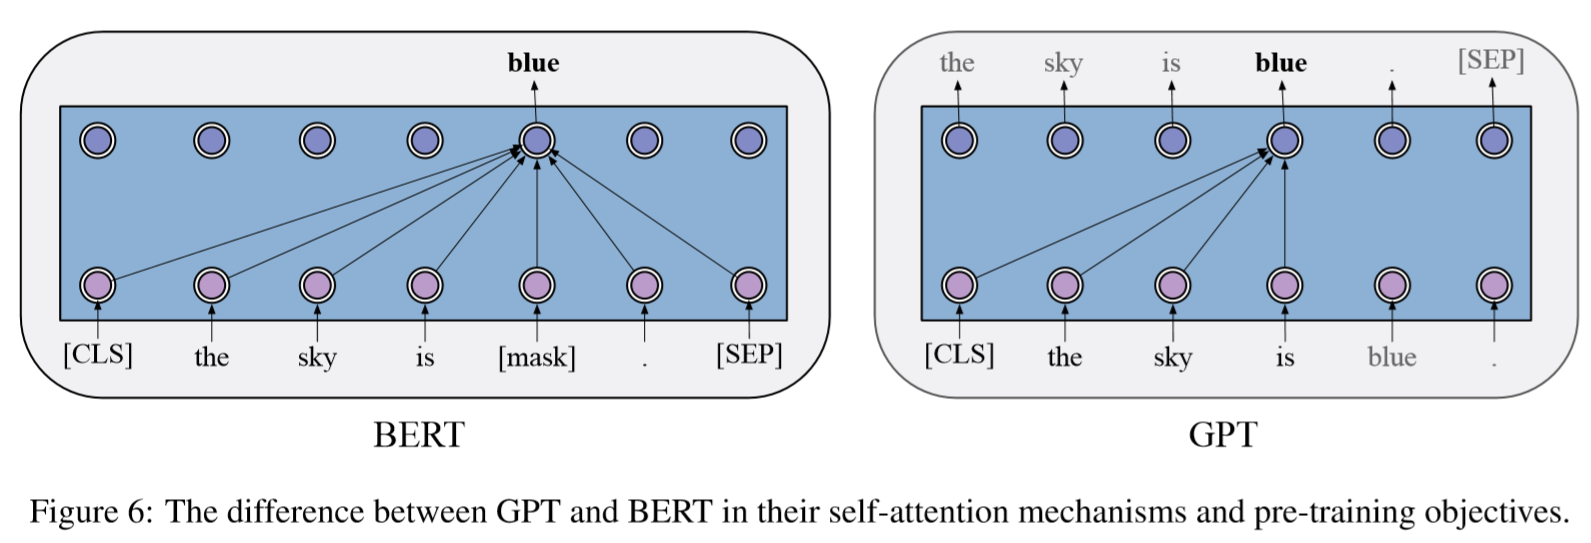 blue
[CLS] the sky is [mask] . [SEP]
BERT
the sky is blue . [SEP]
[CLS] the sky is blue .
GPT
Figure 6: The difference between GPT and BERT in their self-attention mechanisms and pre-training objectives.